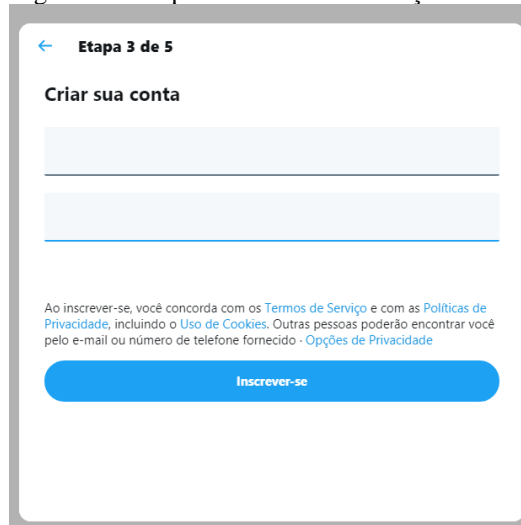 ← Etapa 3 de 5
Criar sua conta
Ao inscrever-se, você concorda com os Termos de Serviço e com as Políticas de
Privacidade, incluindo o Uso de Cookies. Outras pessoas poderão encontrar você
pelo e-mail ou número de telefone fornecido · Opções de Privacidade
Inscrever-se